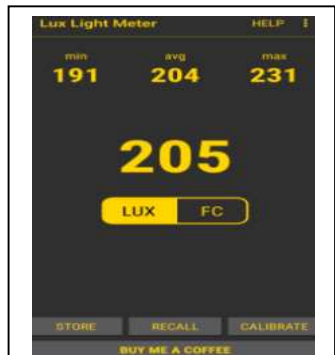 Lux Light Meter HELP
min avg max
191 204 231
205
LUX FC
STORE RECALL CALIBRATE
BUY ME A COFFEE